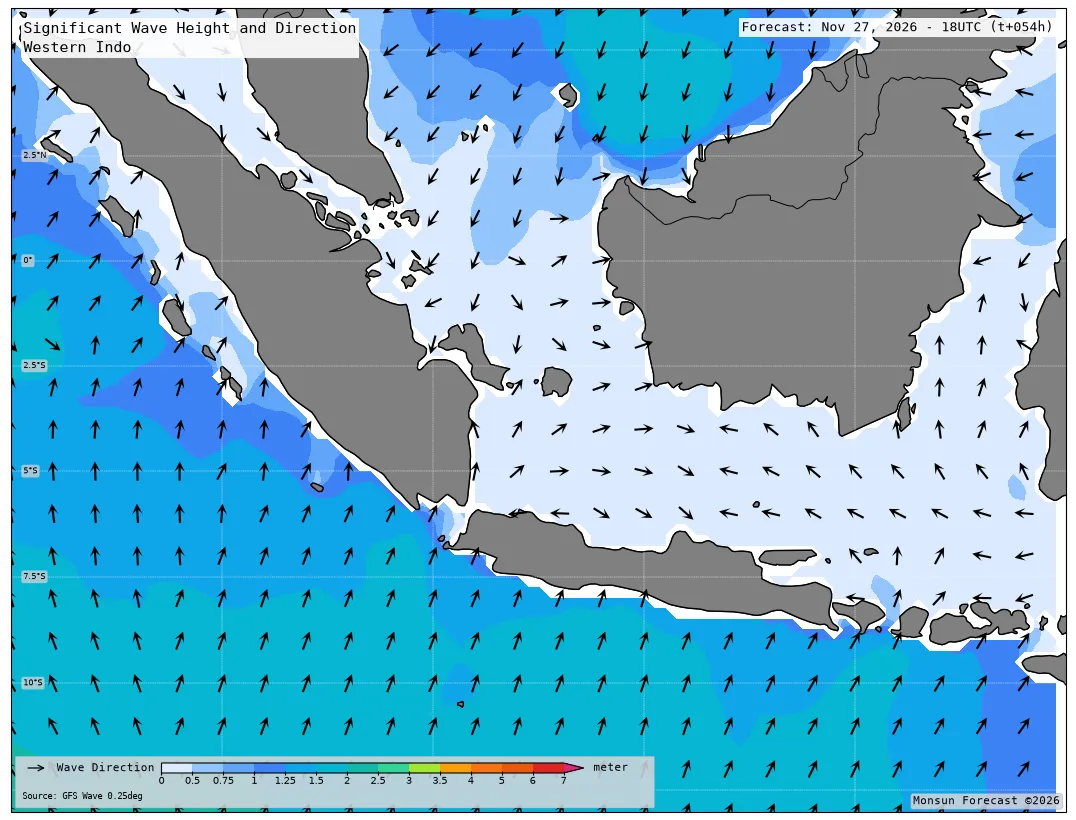 Significant Wave Height and Direction
Western Indo
Forecast: Nov 27, 2026 - 18UTC (t+054h)
2.5°N
0°
2.5°S
5°S
7.5°S
10°S
Wave Direction
0 0.5 0.75 1 1.25 1.5 2 2.5 3 3.5 4 5 6 7
meter
Source: GFS Wave 0.25deg
Monsun Forecast ©2026